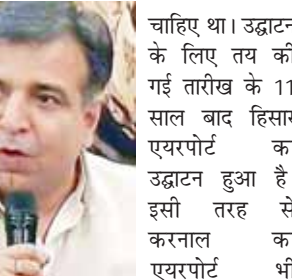 चाहिए था। उद्घाटन
के लिए तय की
गई तारीख के 11
साल बाद हिसार
एयरपोर्ट का
उद्घाटन हुआ है
इसी तरह से
करनाल का
एयरपोर्ट भी